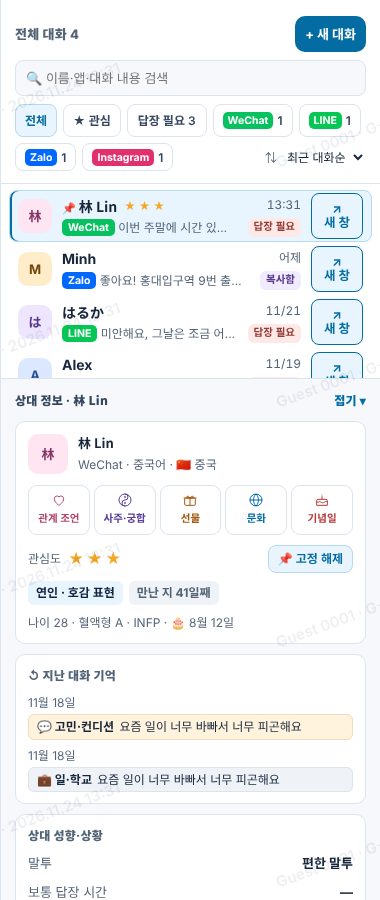 전체 대화 4
+ 새 대화
🔍 이름·앱·대화 내용 검색
전체
★ 관심
답장 필요 3
WeChat 1
LINE 1
Zalo 1
Instagram 1
⇅ 최근 대화순
林
📌 林 Lin ★ ★ ★
13:31
WeChat 이번 주말에 시간 있…
답장 필요
새 창
M
Minh
어제
Zalo 좋아요! 홍대입구역 9번 출…
복사함
새 창
は
はるか
11/21
LINE 미안해요, 그날은 조금 어…
답장 필요
새 창
A
Alex
11/19
새 창
상대 정보 · 林 Lin
접기 ▾
林
林 Lin
WeChat · 중국어 · 🇨🇳 중국
관계 조언
사주·궁합
선물
문화
기념일
관심도 ★ ★ ★
📌 고정 해제
연인 · 호감 표현
만난 지 41일째
나이 28 · 혈액형 A · INFP · 🎂 8월 12일
지난 대화 기억
11월 18일
💬 고민·컨디션 요즘 일이 너무 바빠서 너무 피곤해요
11월 18일
💼 일·학교 요즘 일이 너무 바빠서 너무 피곤해요
상대 성향·상황
말투
편한 말투
보통 답장 시간
—
Guest 0001 ·
2026.11.24 13:31